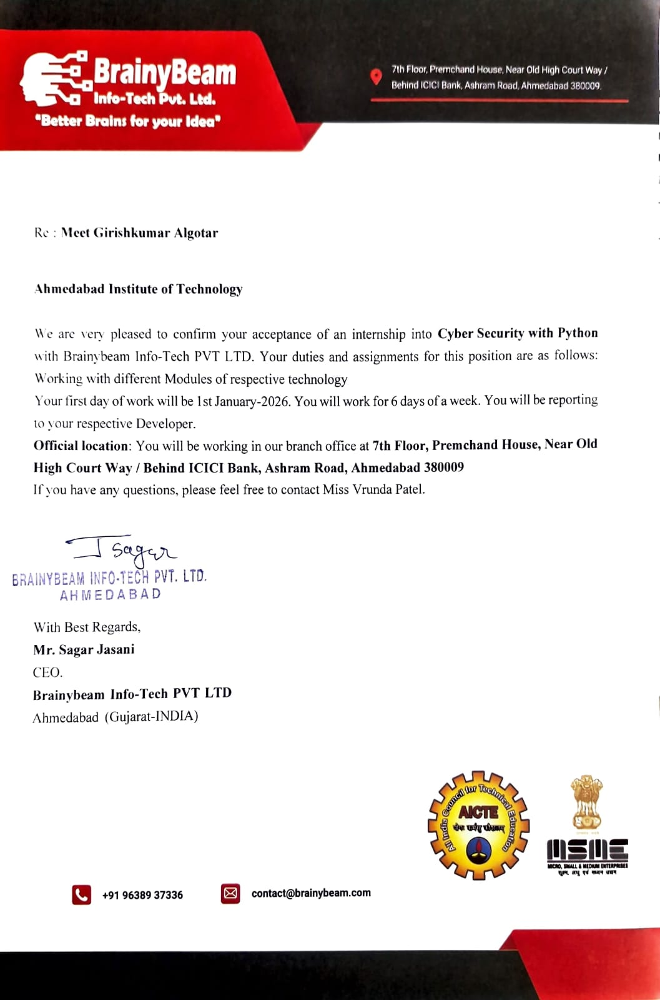 BrainyBeam
Info-Tech Pvt. Ltd.
"Better Brains for your Idea"
7th Floor, Premchand House, Near Old High Court Way /
Behind ICICI Bank, Ashram Road, Ahmedabad 380009.
Re : Meet Girishkumar Algotar
Ahmedabad Institute of Technology
We are very pleased to confirm your acceptance of an internship into Cyber Security with Python
with Brainybeam Info-Tech PVT LTD. Your duties and assignments for this position are as follows:
Working with different Modules of respective technology
Your first day of work will be 1st January-2026. You will work for 6 days of a week. You will be reporting
to your respective Developer.
Official location: You will be working in our branch office at 7th Floor, Premchand House, Near Old
High Court Way / Behind ICICI Bank, Ashram Road, Ahmedabad 380009
If you have any questions, please feel free to contact Miss Vrunda Patel.
J Sagar
BRAINYBEAM INFO-TECH PVT. LTD.
AHMEDABAD
With Best Regards,
Mr. Sagar Jasani
CEO.
Brainybeam Info-Tech PVT LTD
Ahmedabad (Gujarat-INDIA)
All India Council for Technical Education
AICTE
योगः कर्मसु कौशलम्
MSME
MICRO, SMALL & MEDIUM ENTERPRISES
सूक्ष्म, लघु एवं मध्यम उद्यम
+91 96389 37336
contact@brainybeam.com